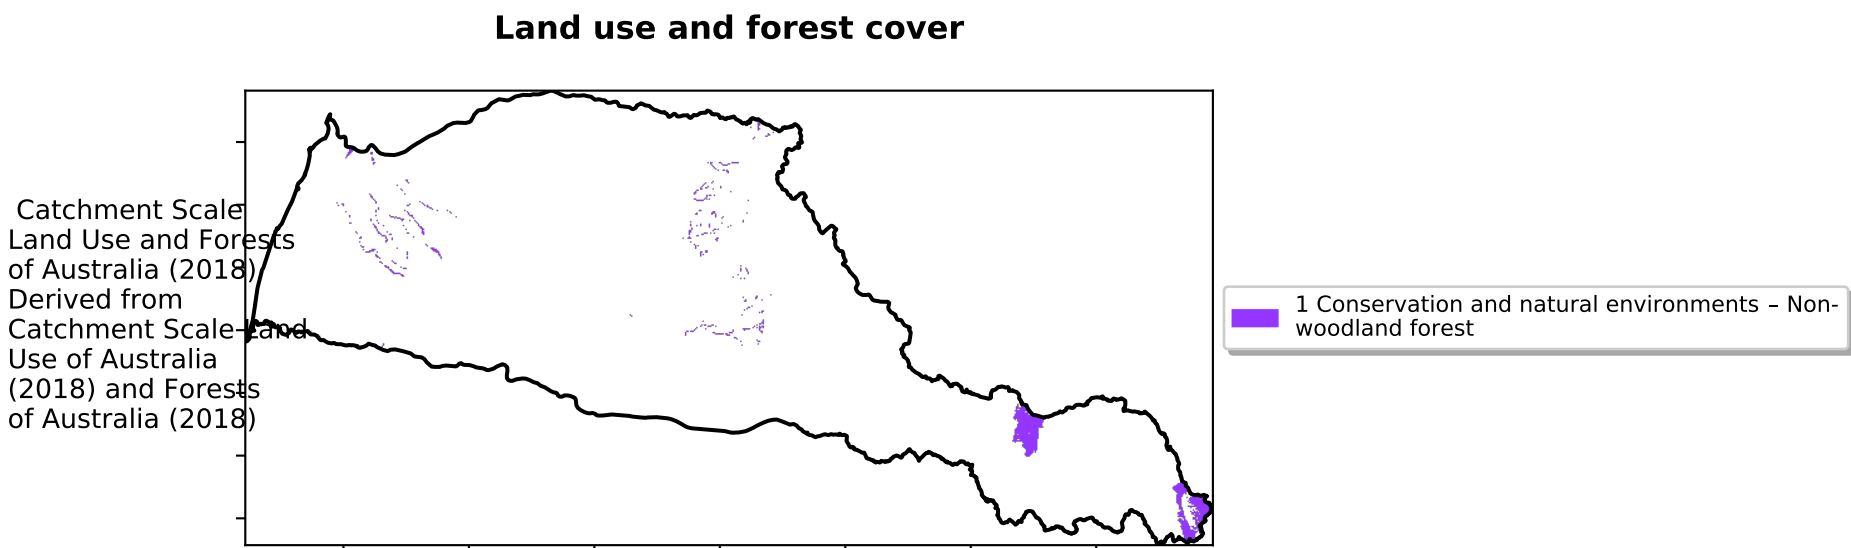 Land use and forest cover
Catchment Scale
Land Use and Forests
of Australia (2018)
Derived from
Catchment Scale Land
Use of Australia
(2018) and Forests
of Australia (2018)
1 Conservation and natural environments – Non-
woodland forest